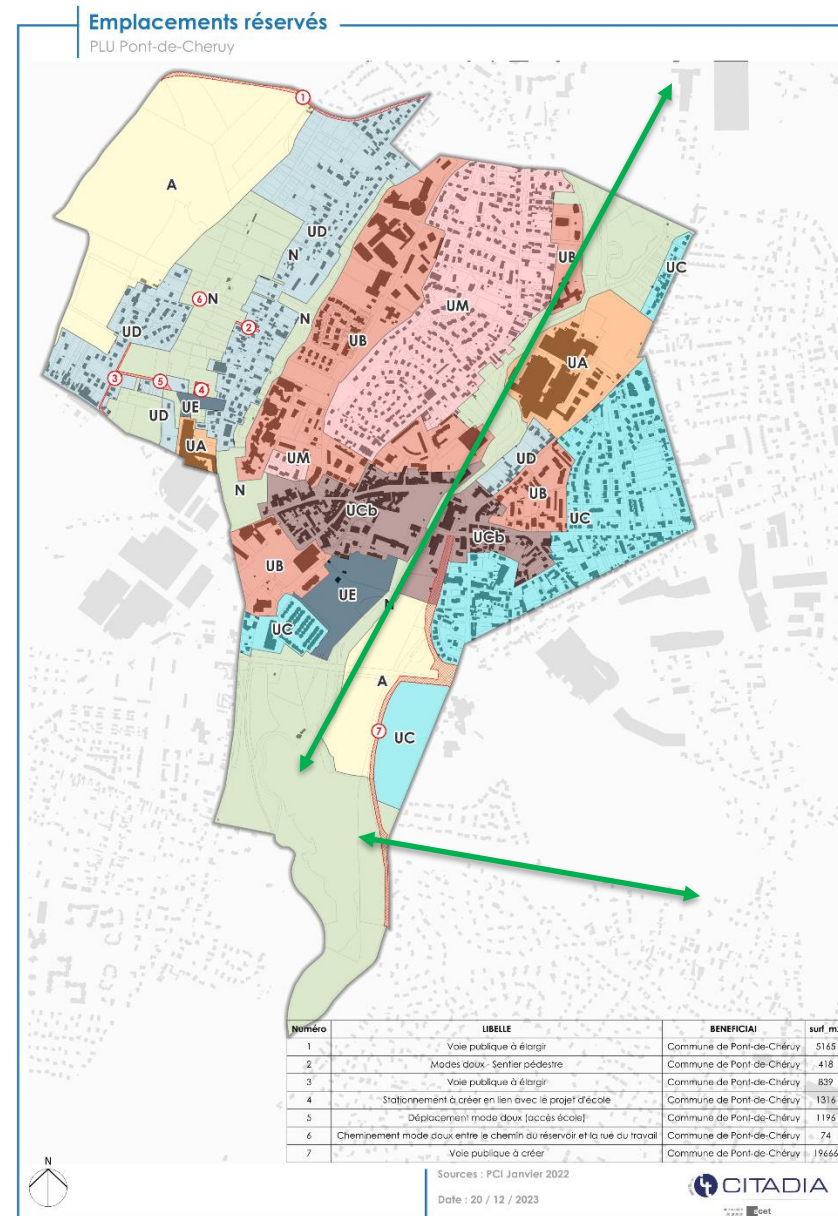 Emplacements réservés
PLU Pont-de-Cheruy
1
A
UD
N
UC
UB
6 N
N
2
UM
UD
UB
UA
3
5
4
UE
UD
UA
UM
UD
N
UB
UCb
UC
UCb
UB
UE
N
UC
A
7
UC
Numéro LIBELLE BENEFICIAI surf_m
1 Voie publique à élargir Commune de Pont-de-Chéruy 5165
2 Modes doux - Sentier pédestre Commune de Pont-de-Chéruy 418
3 Voie publique à élargir Commune de Pont-de-Chéruy 839
4 Stationnement à créer en lien avec le projet d'école Commune de Pont-de-Chéruy 1316
5 Déplacement mode doux (accès école) Commune de Pont-de-Chéruy 1196
6 Cheminement mode doux entre le chemin du réservoir et la rue du travail Commune de Pont-de-Chéruy 74
7 Voie publique à créer Commune de Pont-de-Chéruy 19666
N
Sources : PCI Janvier 2022
Date : 20 / 12 / 2023
CITADIA